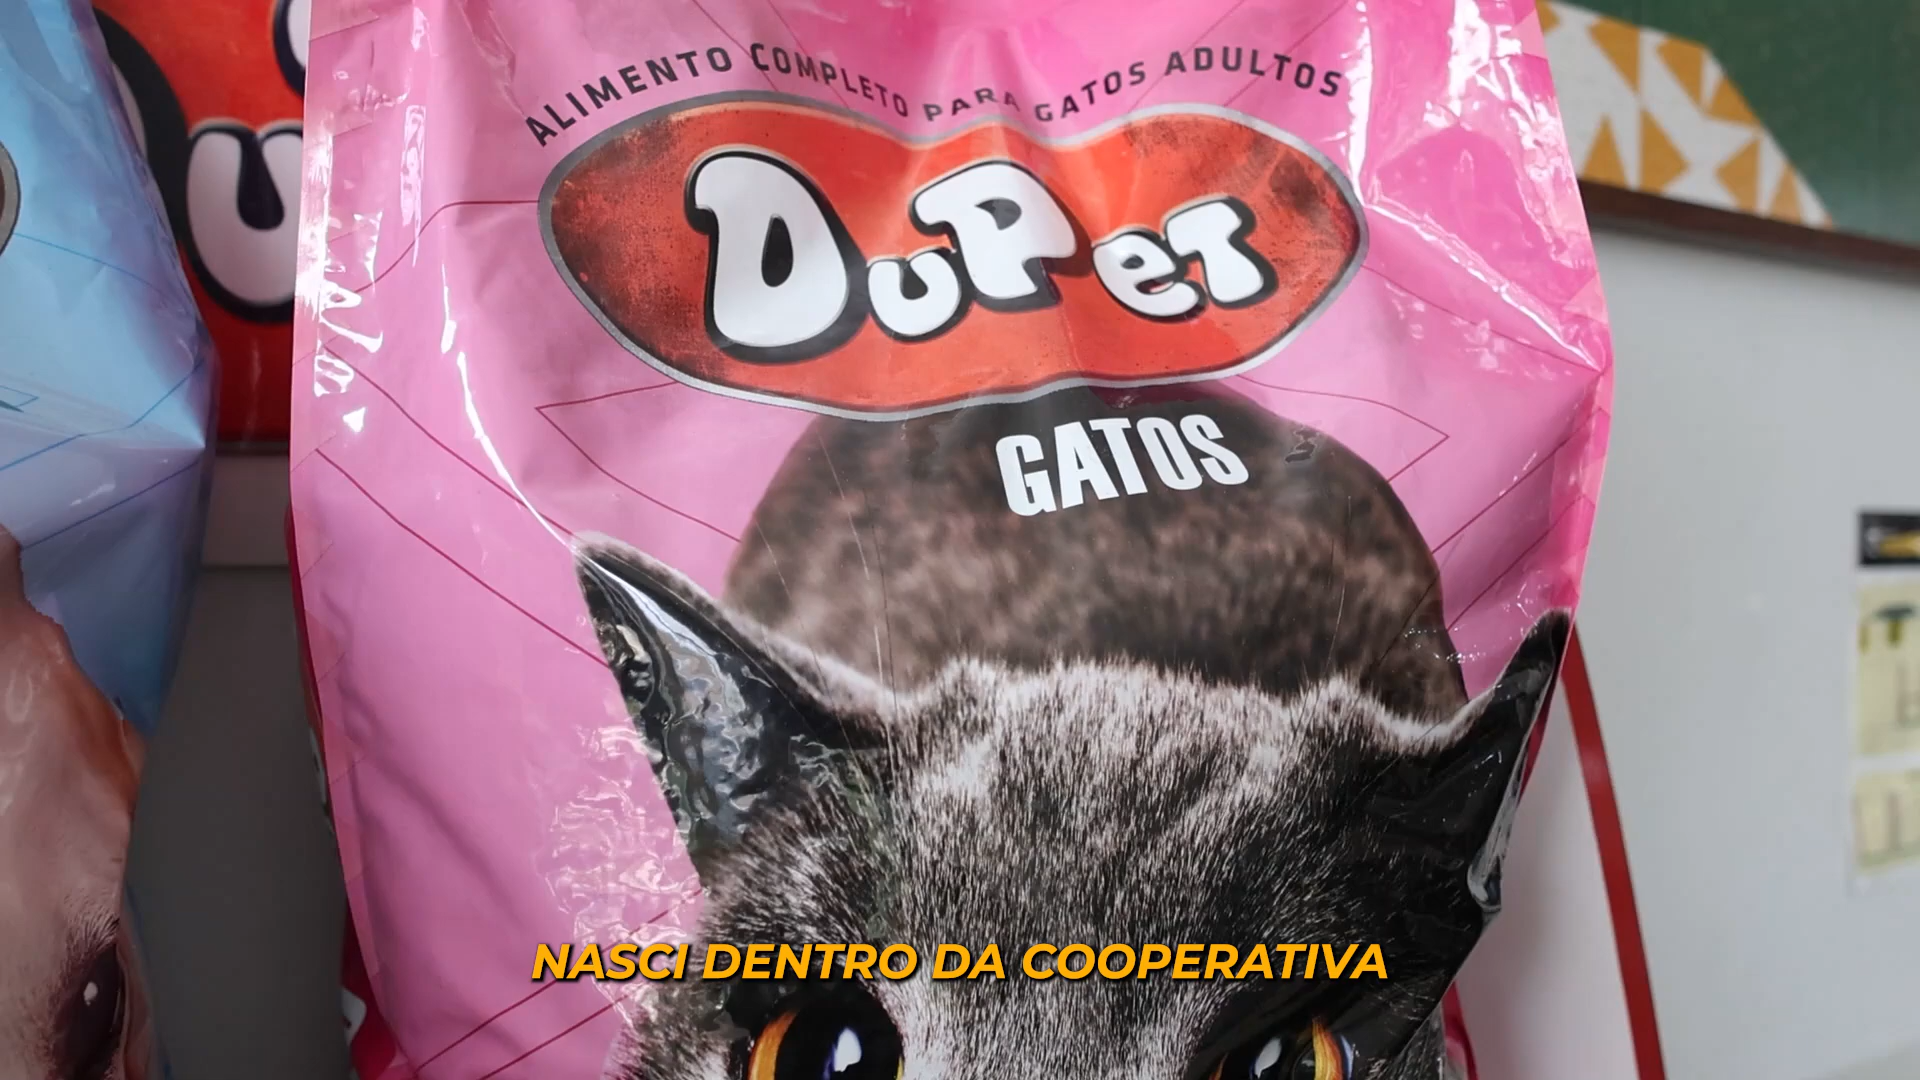 ALIMENTO COMPLETO PARA GATOS ADULTOS
DuPet
GATOS
NASCI DENTRO DA COOPERATIVA